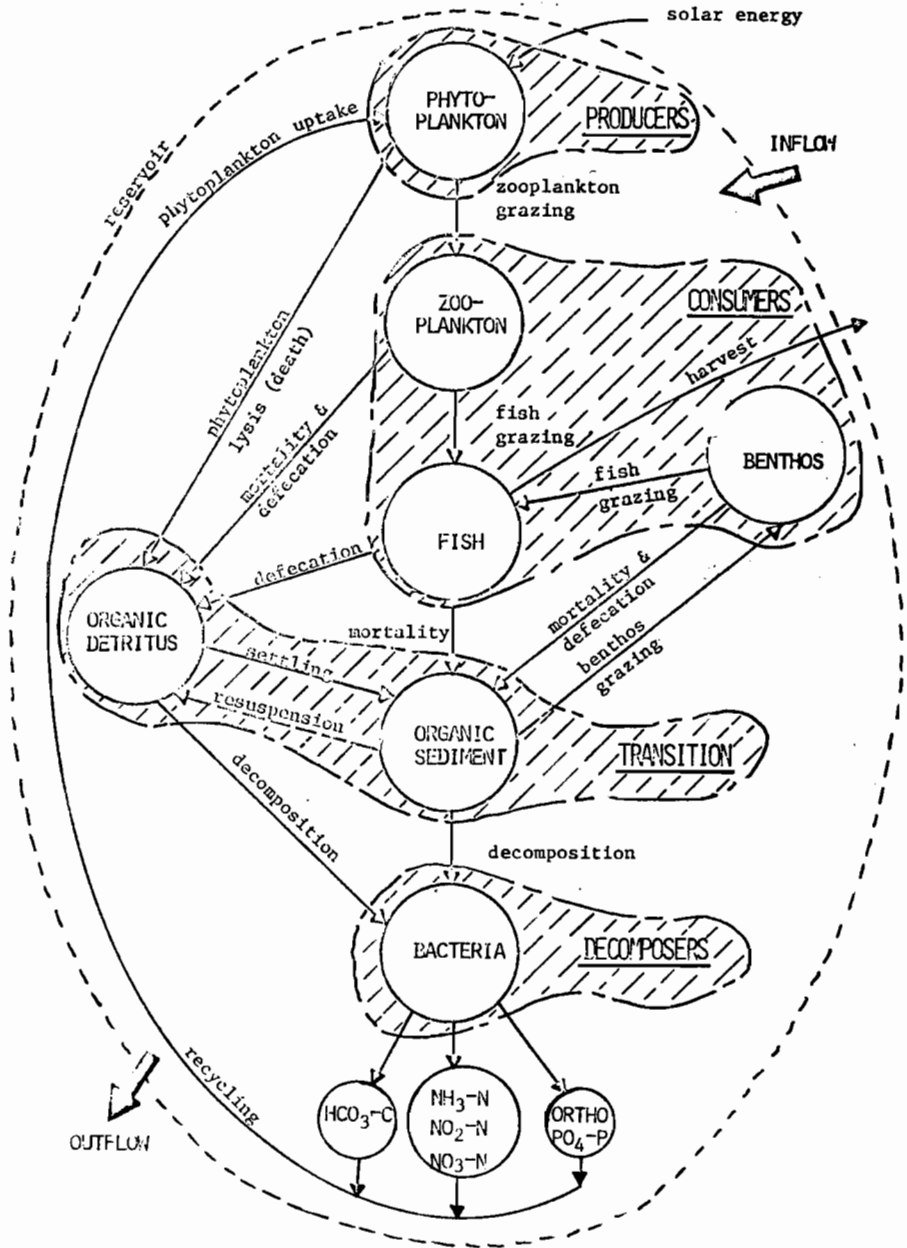 solar energy
PHYTO-
PLANKTON
PRODUCERS
INFLOW
reservoir
phytoplankton uptake
zooplankton
grazing
ZOO-
PLANKTON
CONSUMERS
harvest
phytoplankton
lysis (death)
mortality &
defecation
fish
grazing
BENTHOS
fish
grazing
FISH
defecation
mortality &
defecation
benthos
grazing
ORGANIC
DETRITUS
mortality
settling
resuspension
ORGANIC
SEDIMENT
TRANSITION
decomposition
decomposition
BACTERIA
DECOMPOSERS
recycling
OUTFLOW
HCO₃-C
NH₃-N
NO₂-N
NO₃-N
ORTHO
PO₄-P